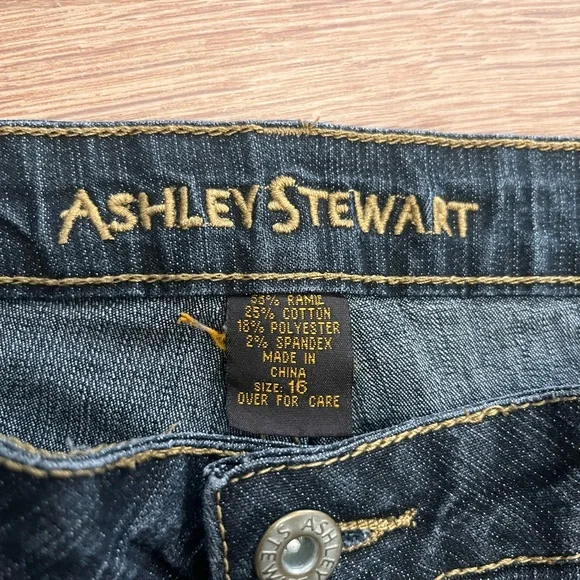 ASHLEY STEWART
55% RAMIE
25% COTTON
18% POLYESTER
2% SPANDEX
MADE IN
CHINA
SIZE: 16
OVER FOR CARE
ASHLEY
STEW